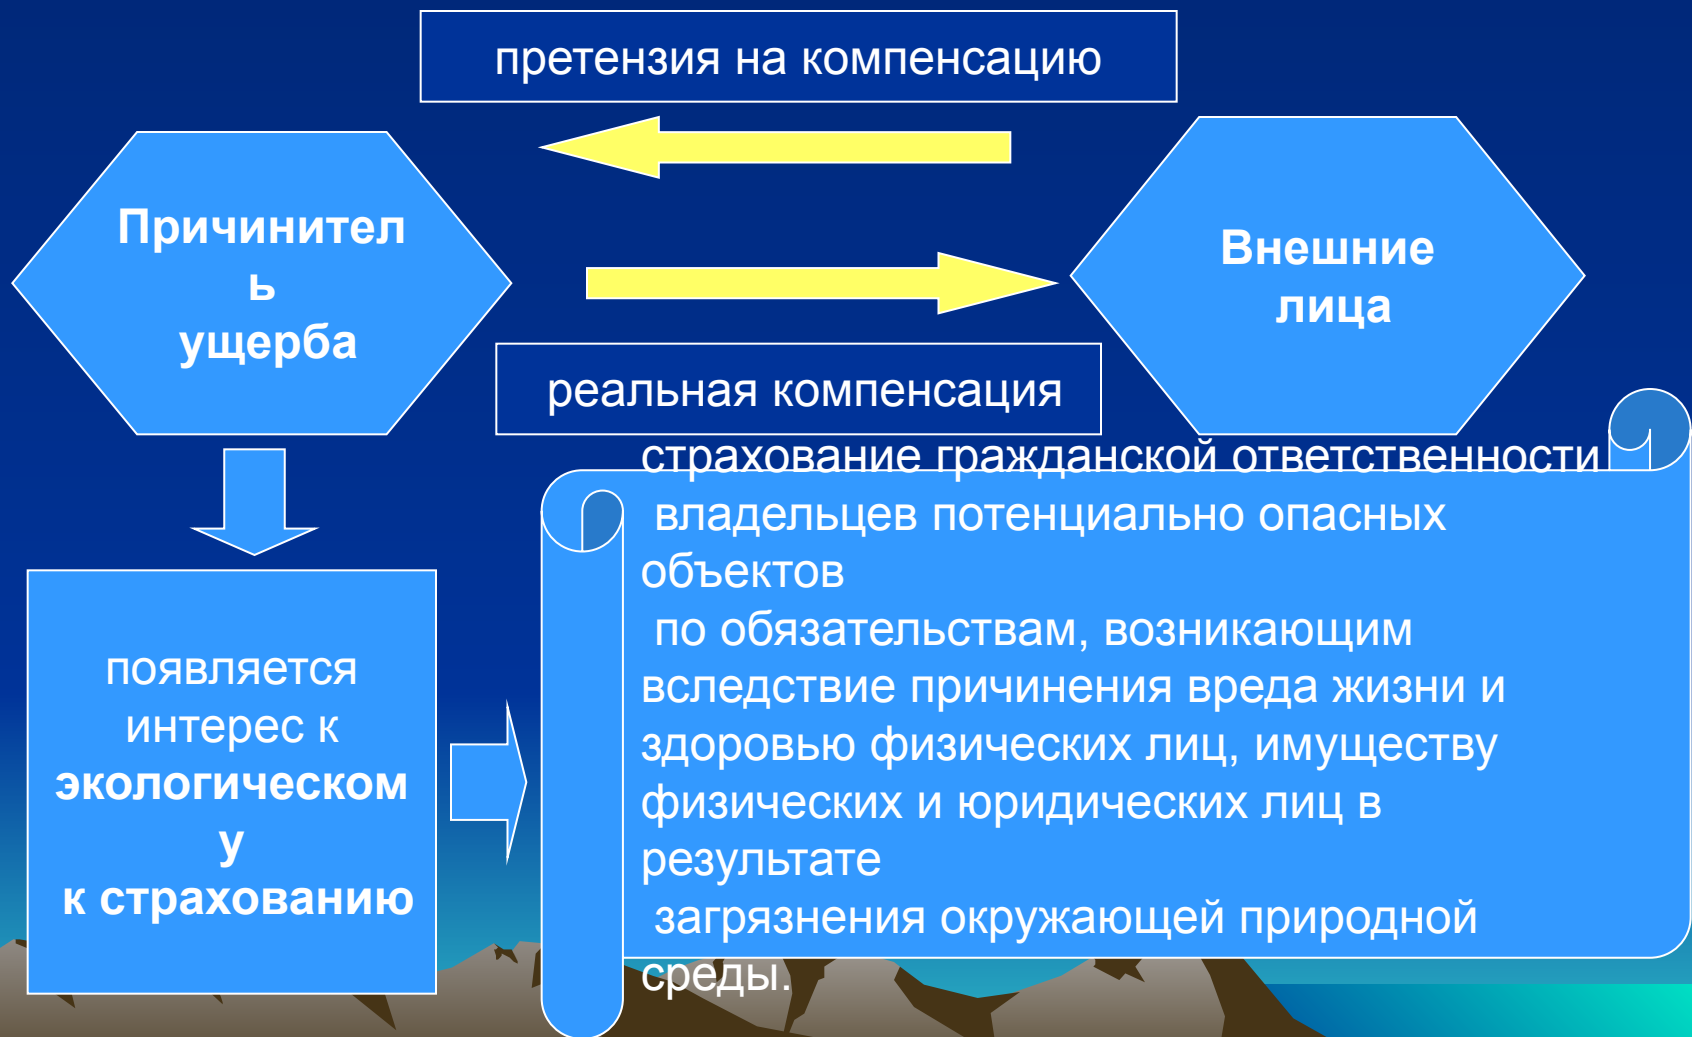 претензия на компенсацию
Причинител
ь
ущерба
Внешние
лица
реальная компенсация
появляется
интерес к
экологическом
у
к страхованию
страхование гражданской ответственности
владельцев потенциально опасных
объектов
по обязательствам, возникающим
вследствие причинения вреда жизни и
здоровью физических лиц, имуществу
физических и юридических лиц в
результате
загрязнения окружающей природной
среды.